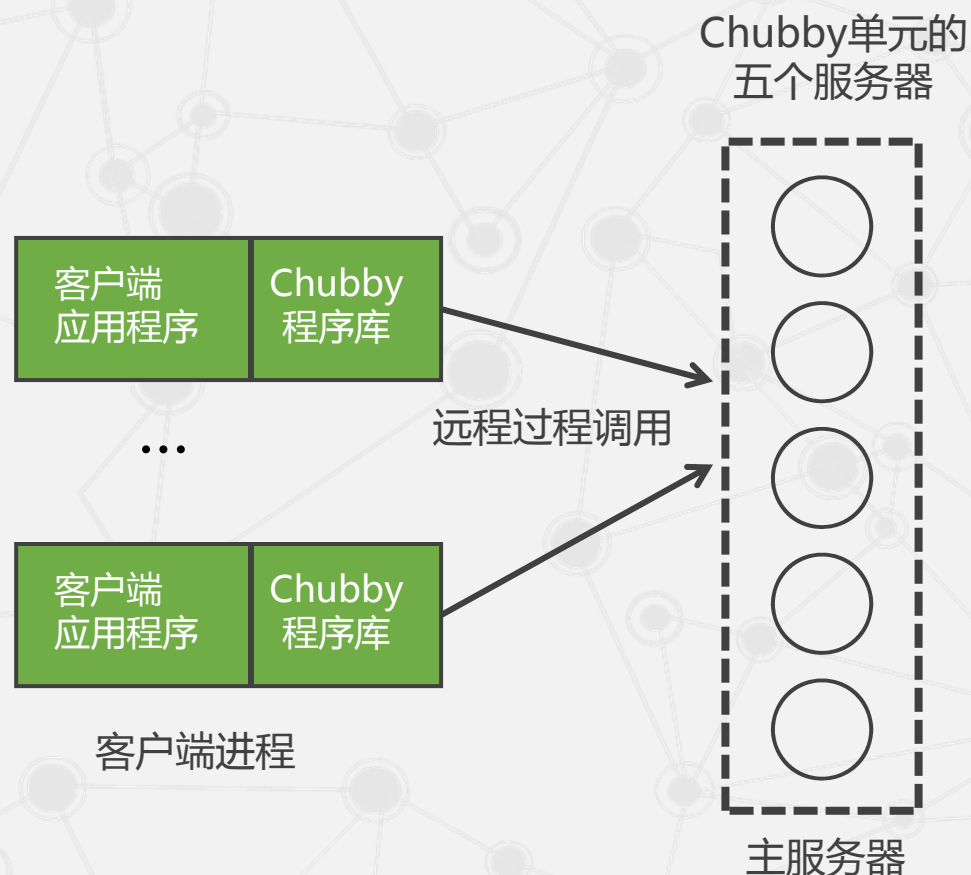 Chubby单元的
五个服务器
客户端
应用程序
Chubby
程序库
远程过程调用
...
客户端
应用程序
Chubby
程序库
客户端进程
主服务器